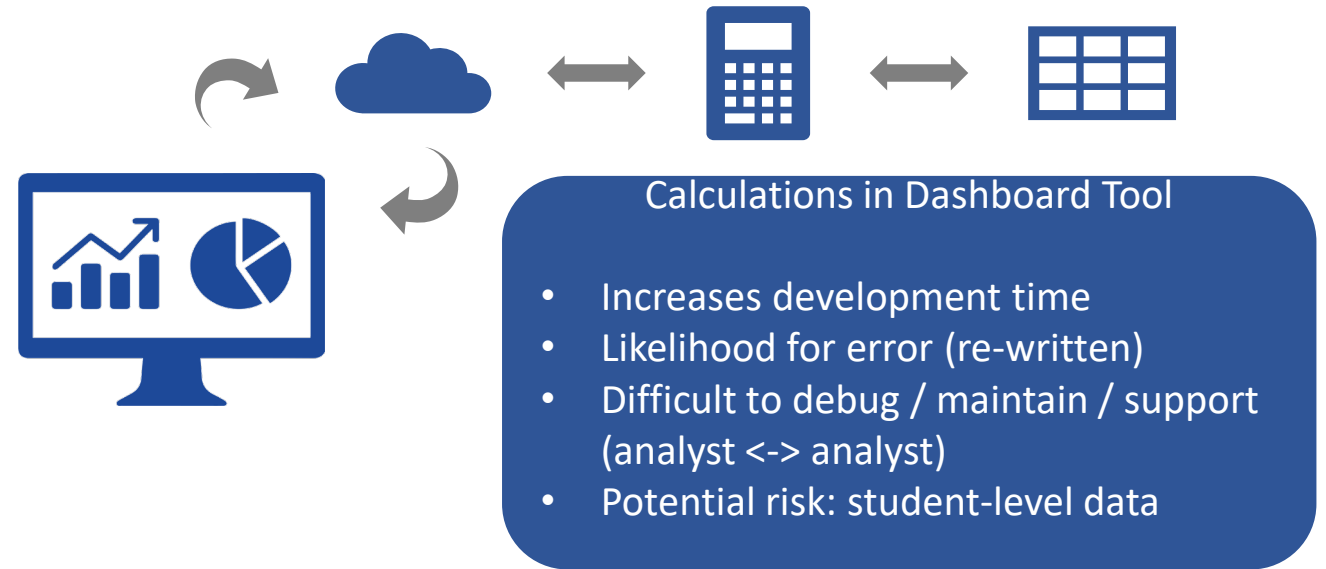 Calculations in Dashboard Tool
• Increases development time
• Likelihood for error (re-written)
• Difficult to debug / maintain / support
(analyst <-> analyst)
• Potential risk: student-level data